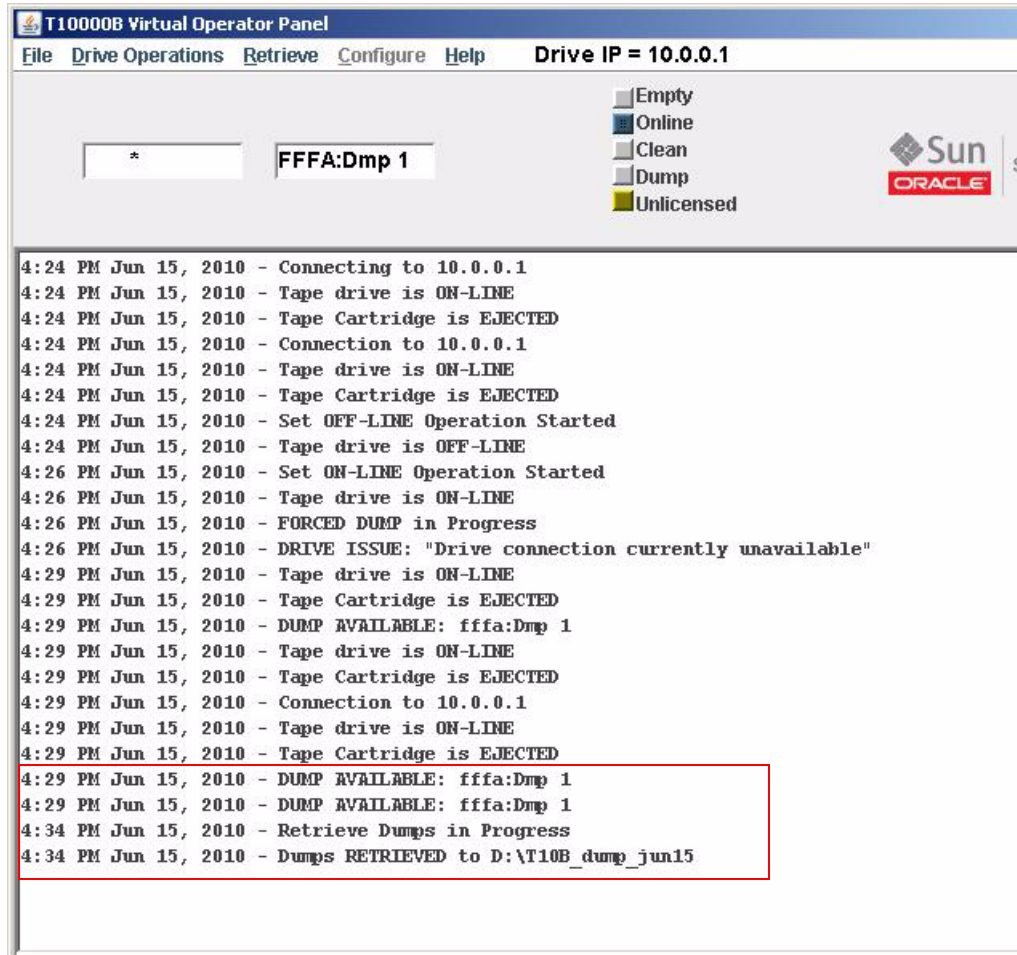 T10000B Virtual Operator Panel
File Drive Operations Retrieve Configure Help Drive IP = 10.0.0.1
Empty
Online
Clean
Dump
Unlicensed
* FFFA:Dmp 1
Sun
ORACLE
4:24 PM Jun 15, 2010 - Connecting to 10.0.0.1
4:24 PM Jun 15, 2010 - Tape drive is ON-LINE
4:24 PM Jun 15, 2010 - Tape Cartridge is EJECTED
4:24 PM Jun 15, 2010 - Connection to 10.0.0.1
4:24 PM Jun 15, 2010 - Tape drive is ON-LINE
4:24 PM Jun 15, 2010 - Tape Cartridge is EJECTED
4:24 PM Jun 15, 2010 - Set OFF-LINE Operation Started
4:24 PM Jun 15, 2010 - Tape drive is OFF-LINE
4:26 PM Jun 15, 2010 - Set ON-LINE Operation Started
4:26 PM Jun 15, 2010 - Tape drive is ON-LINE
4:26 PM Jun 15, 2010 - FORCED DUMP in Progress
4:26 PM Jun 15, 2010 - DRIVE ISSUE: "Drive connection currently unavailable"
4:29 PM Jun 15, 2010 - Tape drive is ON-LINE
4:29 PM Jun 15, 2010 - Tape Cartridge is EJECTED
4:29 PM Jun 15, 2010 - DUMP AVAILABLE: fffa:Dmp 1
4:29 PM Jun 15, 2010 - Tape drive is ON-LINE
4:29 PM Jun 15, 2010 - Tape Cartridge is EJECTED
4:29 PM Jun 15, 2010 - Connection to 10.0.0.1
4:29 PM Jun 15, 2010 - Tape drive is ON-LINE
4:29 PM Jun 15, 2010 - Tape Cartridge is EJECTED
4:29 PM Jun 15, 2010 - DUMP AVAILABLE: fffa:Dmp 1
4:29 PM Jun 15, 2010 - DUMP AVAILABLE: fffa:Dmp 1
4:34 PM Jun 15, 2010 - Retrieve Dumps in Progress
4:34 PM Jun 15, 2010 - Dumps RETRIEVED to D:\T10B_dump_jun15